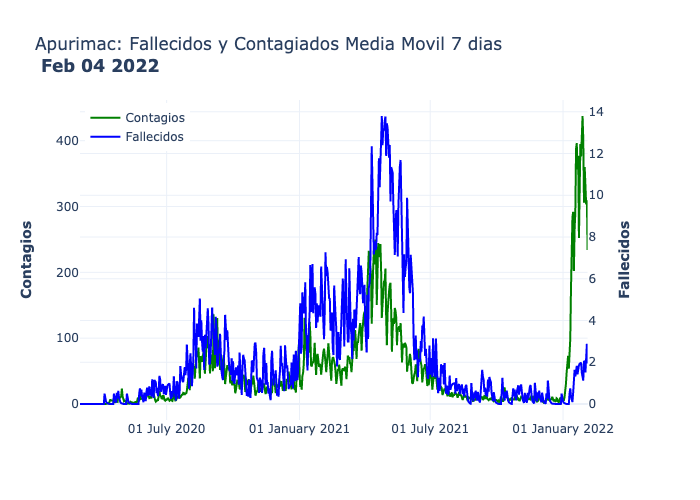 Apurimac: Fallecidos y Contagiados Media Movil 7 dias
Feb 04 2022
Contagios
Fallecidos
400
300
200
100
0
14
12
10
8
6
4
2
0
Contagios
Fallecidos
01 July 2020
01 January 2021
01 July 2021
01 January 2022